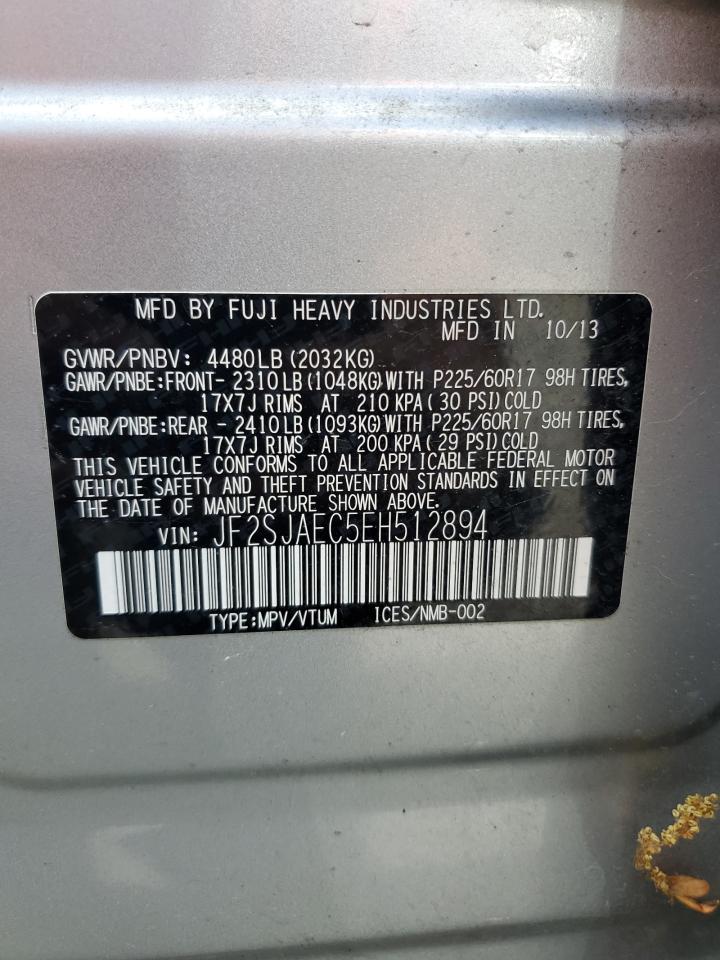 MFD BY FUJI HEAVY INDUSTRIES LTD.
MFD IN 10/13
GVWR/PNBV: 4480LB (2032KG)
GAWR/PNBE:FRONT- 2310LB (1048KG)WITH P225/60R17 98H TIRES,
17X7J RIMS AT 210 KPA(30 PSI)COLD
GAWR/PNBE:REAR - 2410LB (1093KG)WITH P225/60R17 98H TIRES,
17X7J RIMS AT 200 KPA(29 PSI)COLD
THIS VEHICLE CONFORMS TO ALL APPLICABLE FEDERAL MOTOR
VEHICLE SAFETY AND THEFT PREVENTION STANDARDS IN EFFECT ON
THE DATE OF MANUFACTURE SHOWN ABOVE.
VIN: JF2SJAEC5EH512894
TYPE:MPV/VTUM ICES/NMB-002